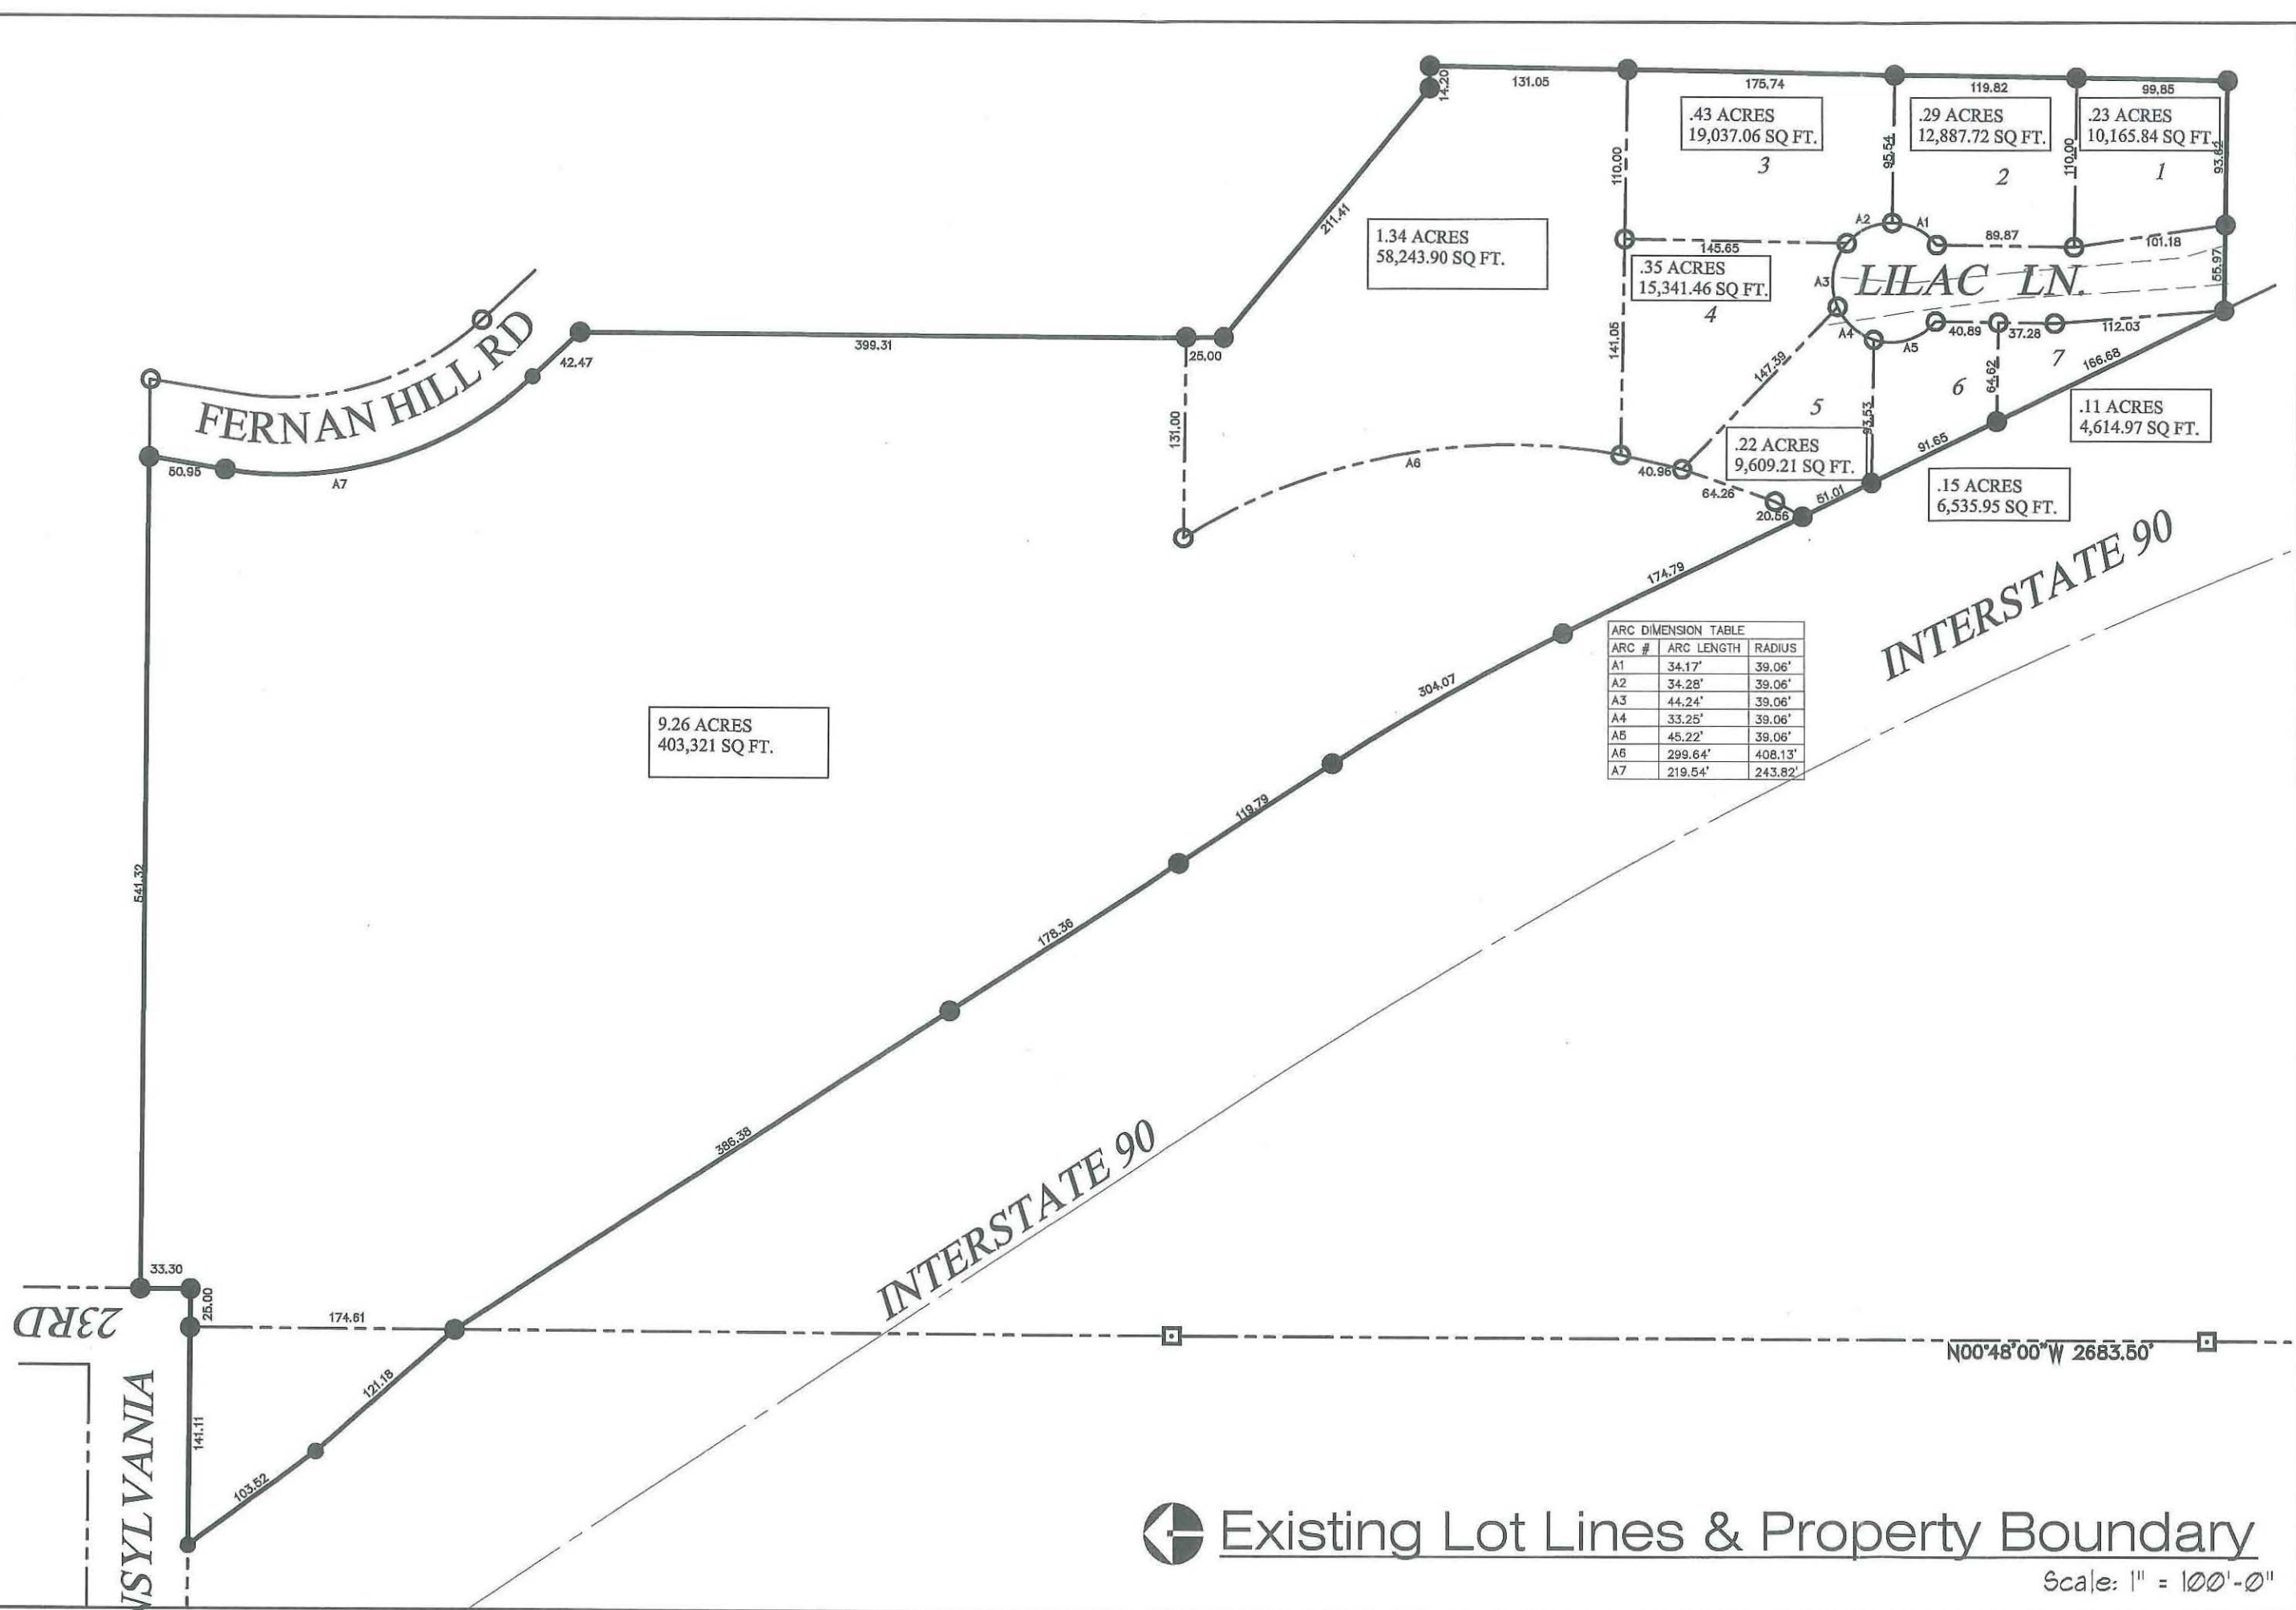 14.20
131.05
175.74
119.82
99.85
.43 ACRES
19,037.06 SQ FT.
3
.29 ACRES
12,887.72 SQ FT.
2
.23 ACRES
10,165.84 SQ FT.
1
110.00
95.54
110.00
93.62
211.41
1.34 ACRES
58,243.90 SQ FT.
A2
A1
89.87
101.18
145.65
.35 ACRES
15,341.46 SQ FT.
4
A3
LILAC LN.
55.97
141.05
A4
A5
40.89
37.28
112.03
7
147.39
64.62
166.68
6
5
93.53
.11 ACRES
4,614.97 SQ FT.
.22 ACRES
9,609.21 SQ FT.
91.65
40.96
64.26
20.56
51.01
.15 ACRES
6,535.95 SQ FT.
FERNAN HILL RD
42.47
399.31
25.00
50.95
A7
131.00
A6
174.79
INTERSTATE 90
ARC DIMENSION TABLE
ARC # ARC LENGTH RADIUS
A1 34.17' 39.06'
A2 34.28' 39.06'
A3 44.24' 39.06'
A4 33.25' 39.06'
A5 45.22' 39.06'
A6 299.64' 408.13'
A7 219.54' 243.82'
304.07
9.26 ACRES
403,321 SQ FT.
119.79
541.32
178.36
386.38
INTERSTATE 90
33.30
25.00
23RD
174.61
N00°48'00"W 2683.50'
121.18
141.11
103.52
NSYLVANIA
Existing Lot Lines & Property Boundary
Scale: 1" = 100'-0"